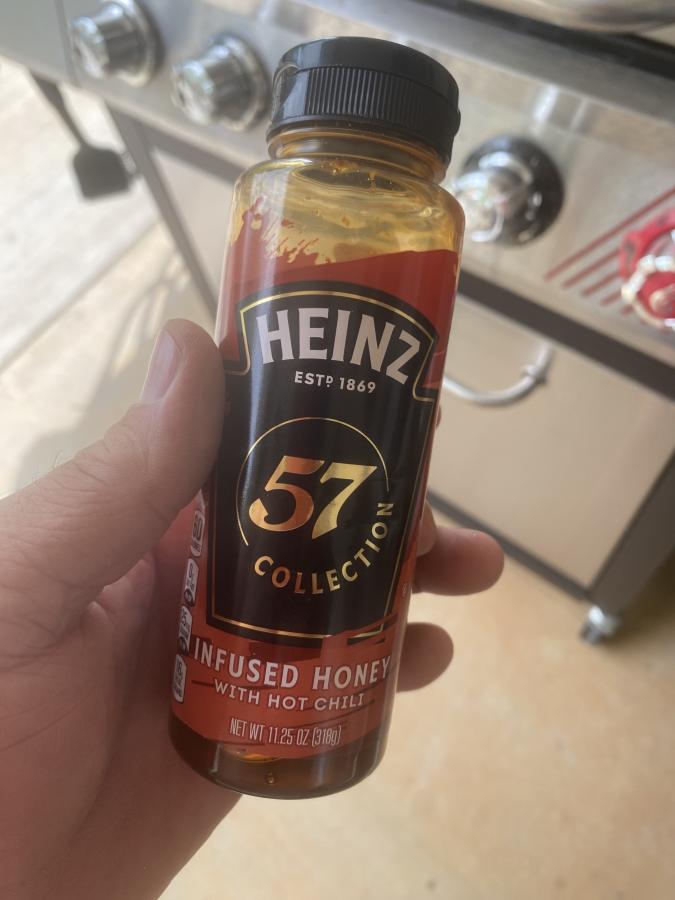 HEINZ
ESTD 1869
57
COLLECTION
INFUSED HONEY
WITH HOT CHILI
NET WT 11.25 OZ (318g)